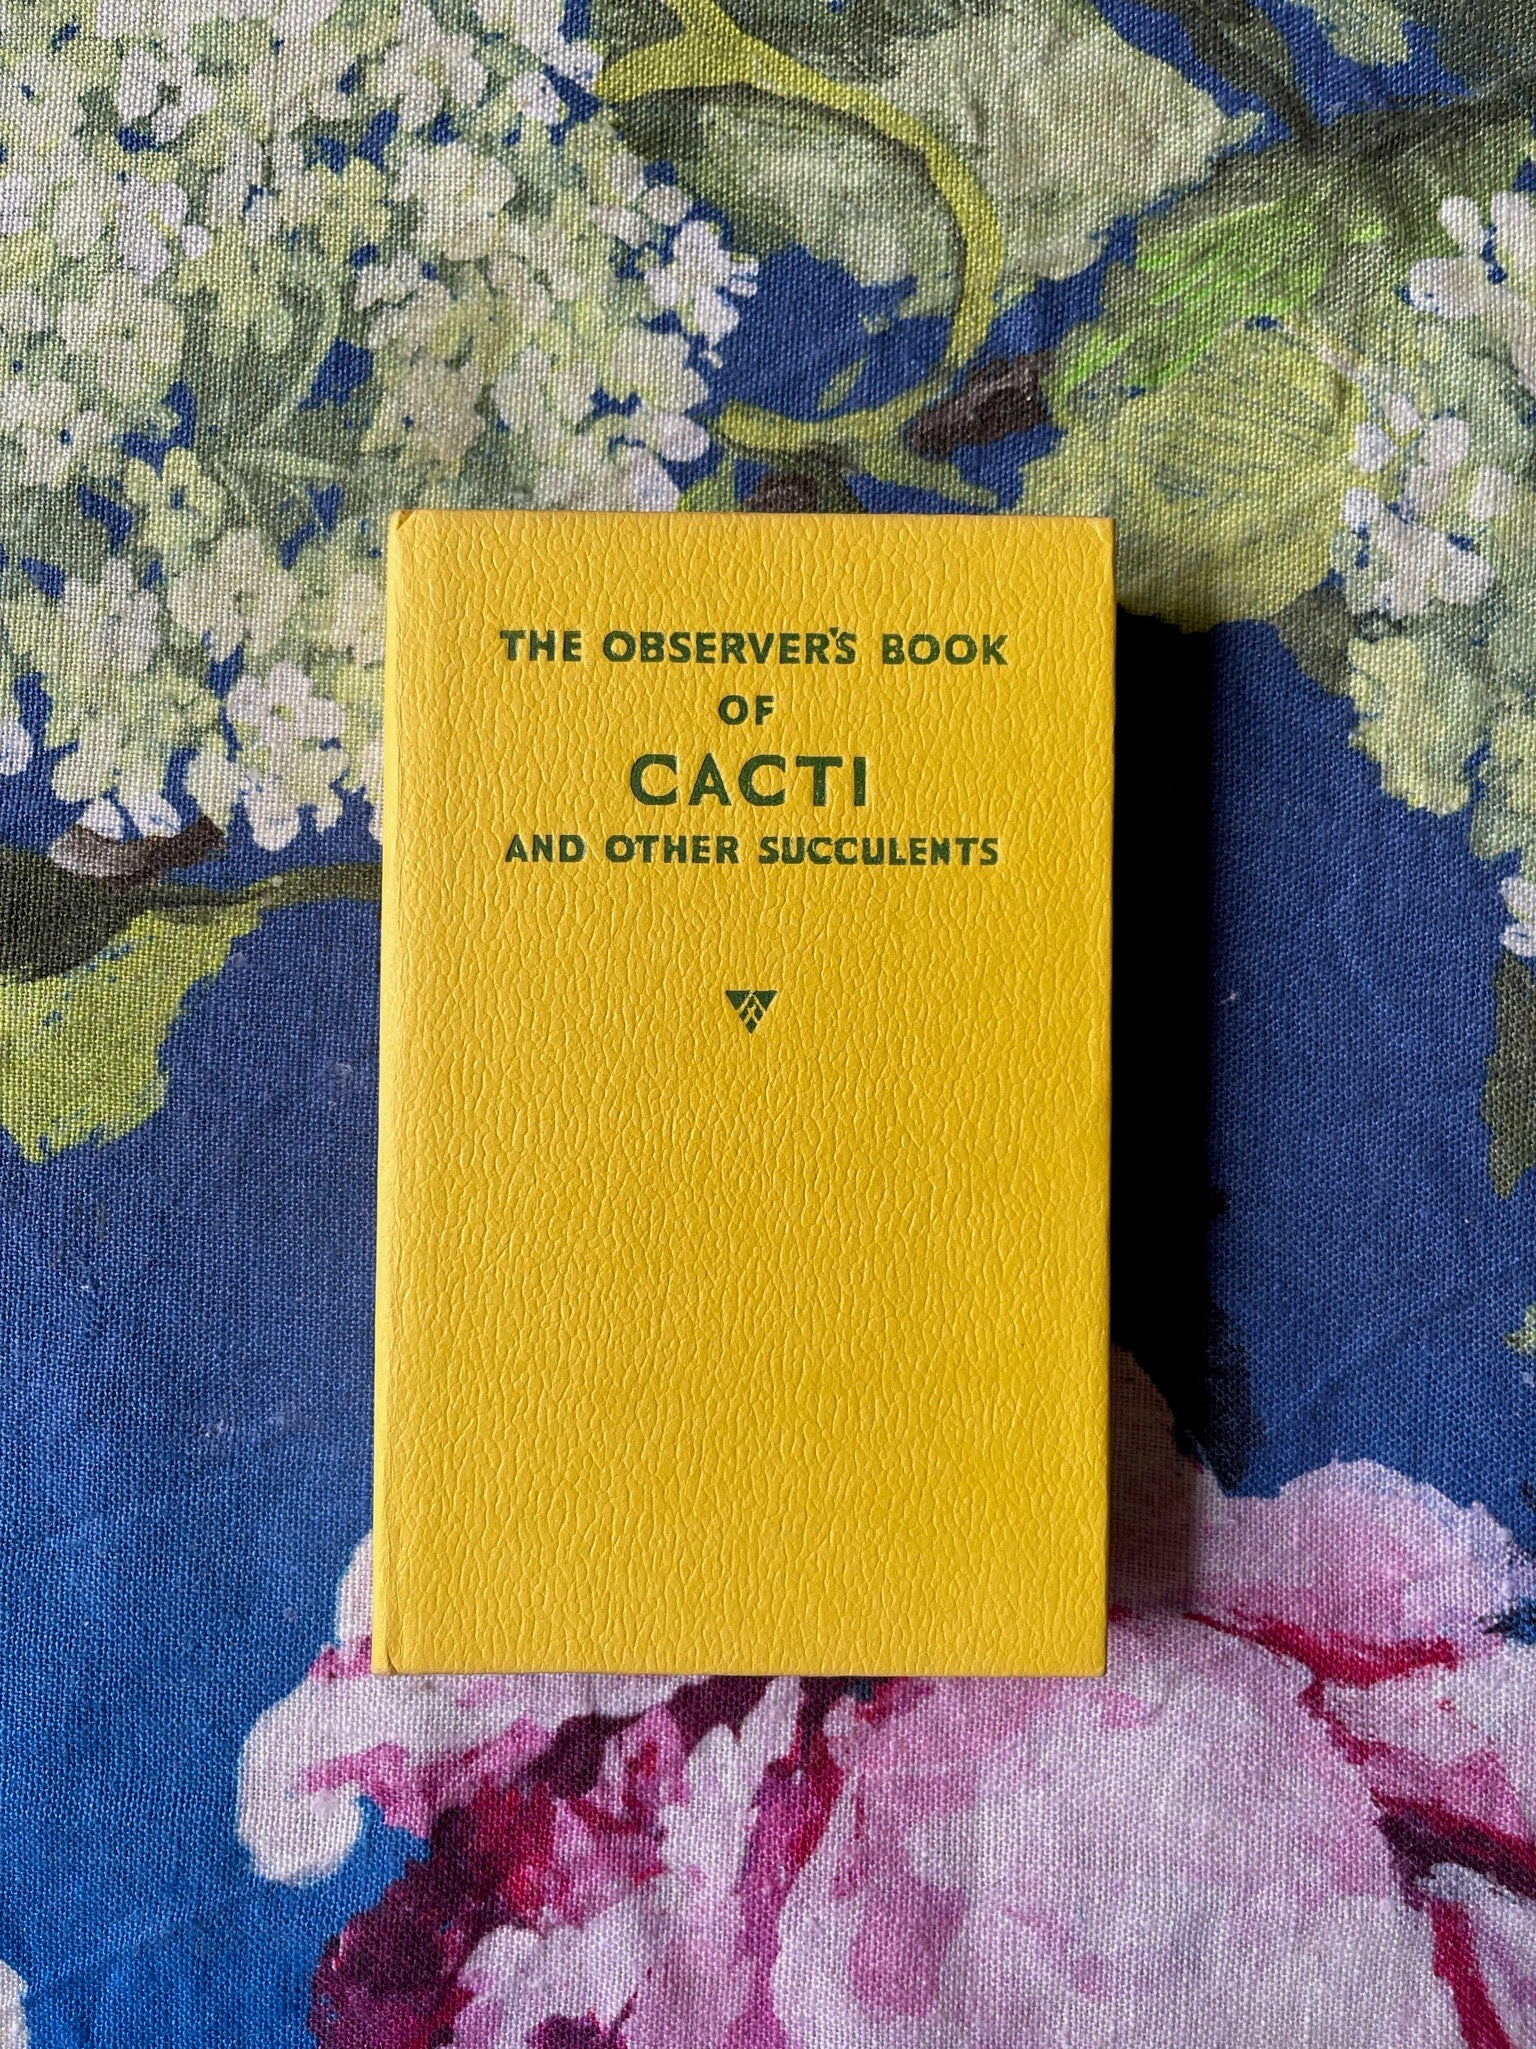 THE OBSERVER'S BOOK
OF
CACTI
AND OTHER SUCCULENTS